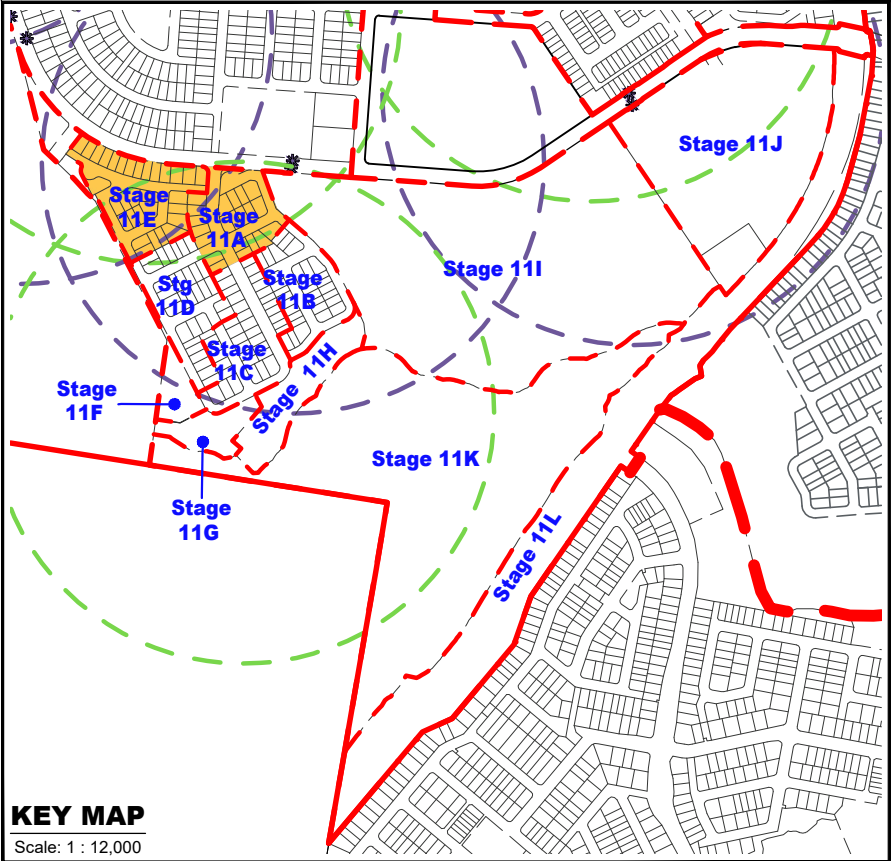 Stage 11J
Stage
11E
Stage
11A
Stage 11I
Stg
11D
Stage
11B
Stage
11C
Stage 11H
Stage
11F
Stage 11K
Stage
11G
Stage 11L
KEY MAP
Scale: 1 : 12,000